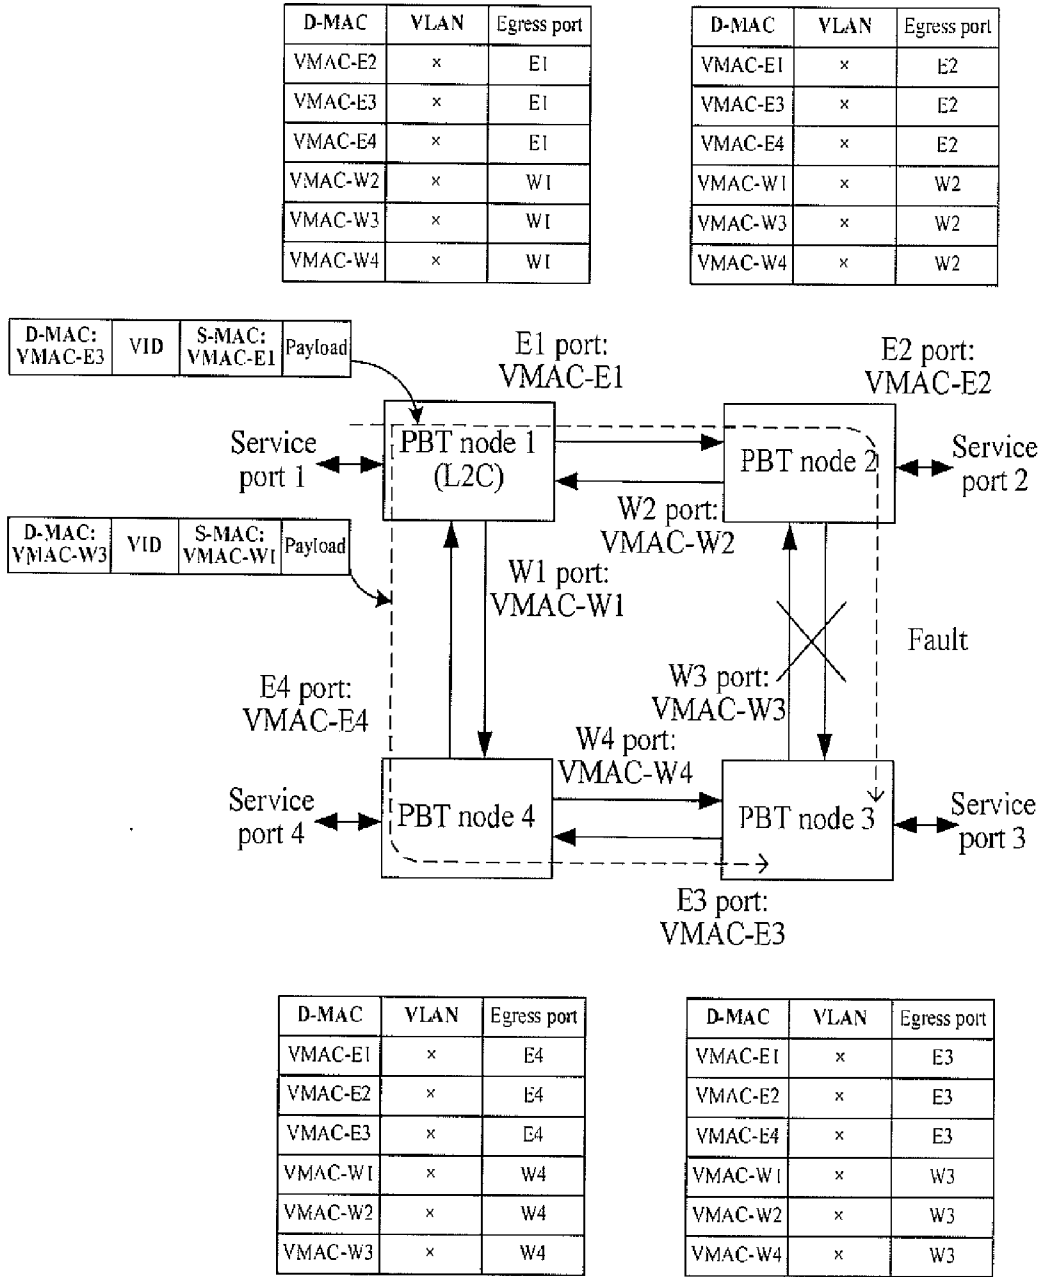 D-MAC VLAN Egress port
VMAC-E2 × E1
VMAC-E3 × E1
VMAC-E4 × E1
VMAC-W2 × W1
VMAC-W3 × W1
VMAC-W4 × W1
D-MAC VLAN Egress port
VMAC-E1 × E2
VMAC-E3 × E2
VMAC-E4 × E2
VMAC-W1 × W2
VMAC-W3 × W2
VMAC-W4 × W2
D-MAC: VID S-MAC: Payload
VMAC-E3 VMAC-E1
E1 port:
VMAC-E1
E2 port:
VMAC-E2
Service
port 1
PBT node 1
(L2C)
PBT node 2
Service
port 2
W2 port:
VMAC-W2
D-MAC: VID S-MAC: Payload
VMAC-W3 VMAC-W1
W1 port:
VMAC-W1
Fault
E4 port:
VMAC-E4
W3 port:
VMAC-W3
W4 port:
VMAC-W4
Service
port 4
PBT node 4
PBT node 3
Service
port 3
E3 port:
VMAC-E3
D-MAC VLAN Egress port
VMAC-E1 × E4
VMAC-E2 × E4
VMAC-E3 × E4
VMAC-W1 × W4
VMAC-W2 × W4
VMAC-W3 × W4
D-MAC VLAN Egress port
VMAC-E1 × E3
VMAC-E2 × E3
VMAC-E4 × E3
VMAC-W1 × W3
VMAC-W2 × W3
VMAC-W4 × W3